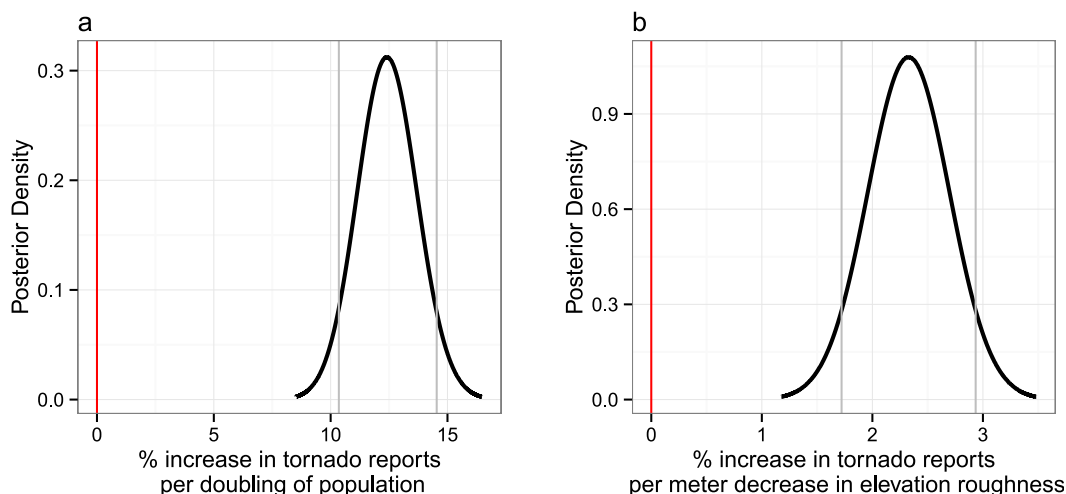 a
Posterior Density
0.3
0.2
0.1
0.0
0
5
10
15
% increase in tornado reports
per doubling of population
b
Posterior Density
0.9
0.6
0.3
0.0
0
1
2
3
% increase in tornado reports
per meter decrease in elevation roughness